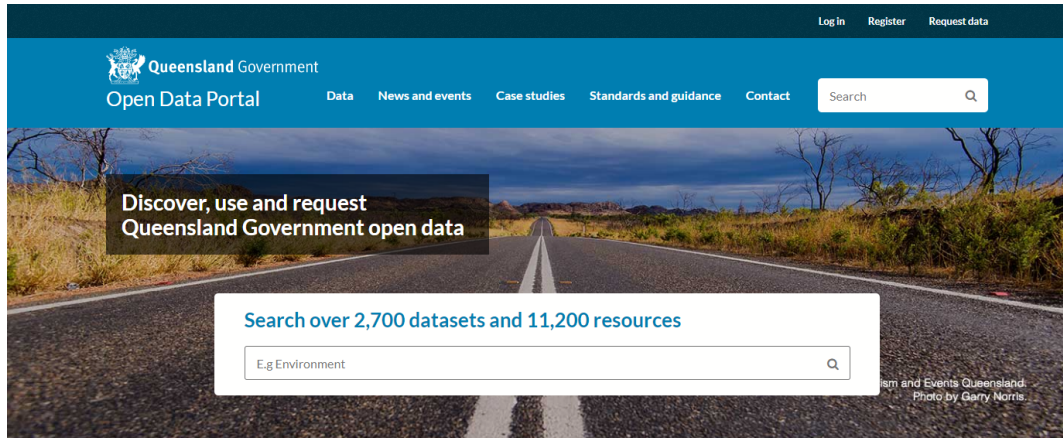 Log in Register Request data
Queensland Government
Open Data Portal
Data News and events Case studies Standards and guidance Contact
Search
Discover, use and request
Queensland Government open data
Search over 2,700 datasets and 11,200 resources
E.g Environment
and Events Queensland.
Photo by Garry Norris.